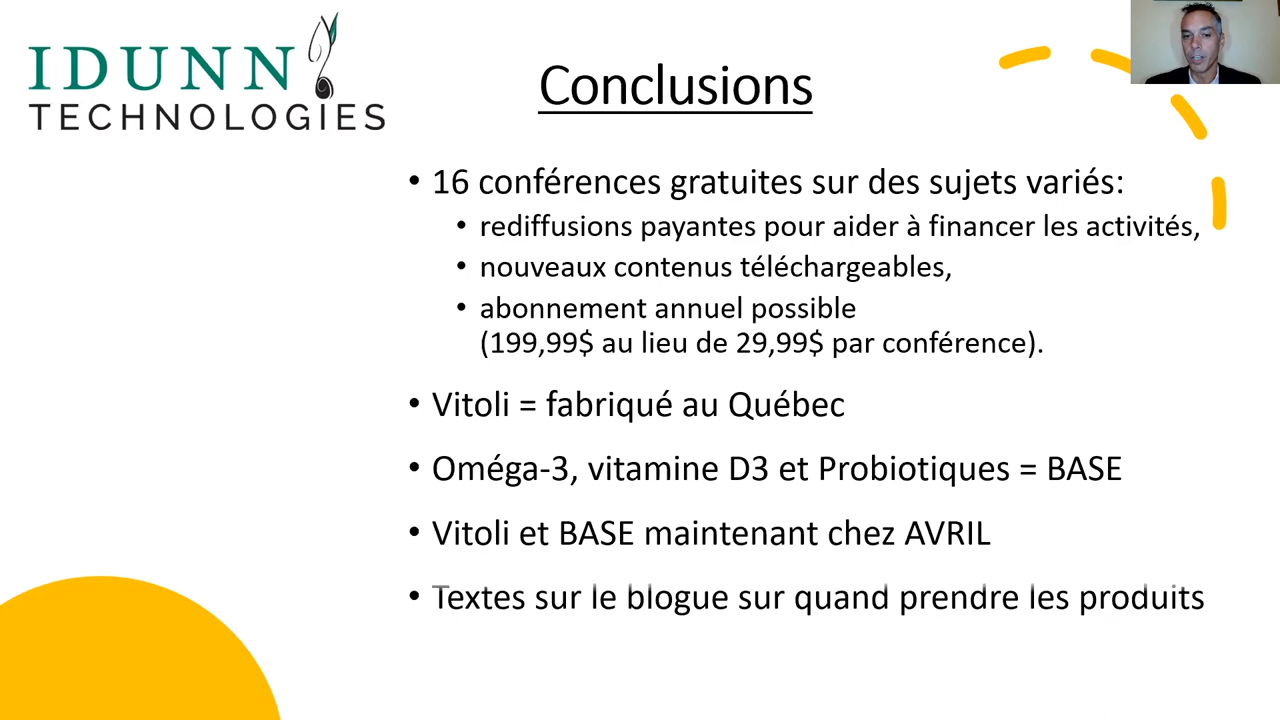 IDUNN
TECHNOLOGIES
Conclusions
• 16 conférences gratuites sur des sujets variés:
• rediffusions payantes pour aider à financer les activités,
• nouveaux contenus téléchargeables,
• abonnement annuel possible
(199,99$ au lieu de 29,99$ par conférence).
• Vitoli = fabriqué au Québec
• Oméga-3, vitamine D3 et Probiotiques = BASE
• Vitoli et BASE maintenant chez AVRIL
• Textes sur le blogue sur quand prendre les produits